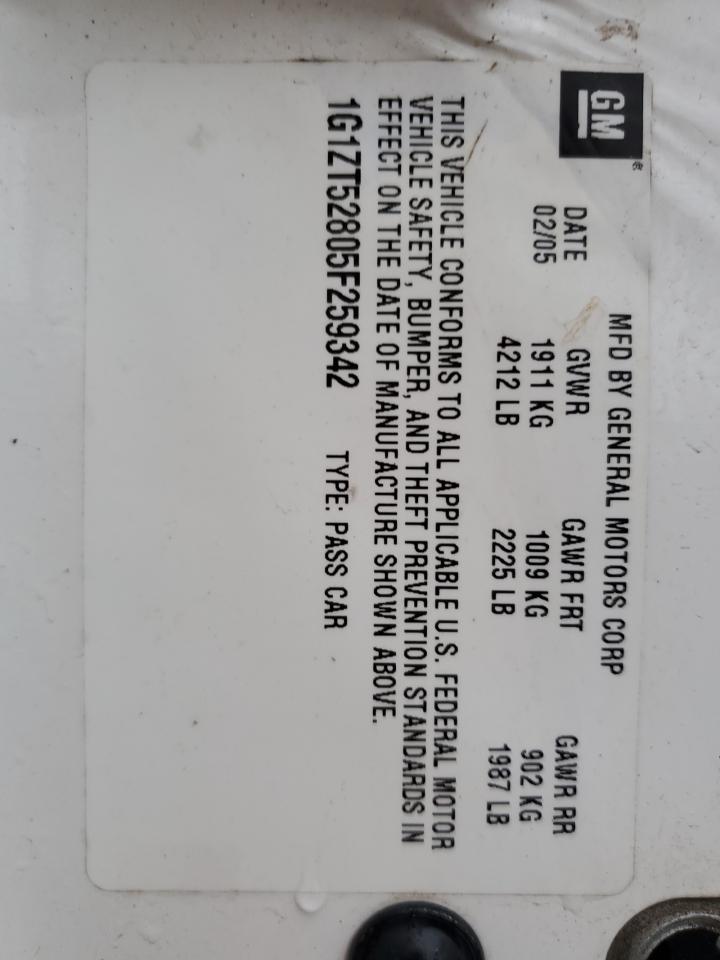 GM
MFD BY GENERAL MOTORS CORP
DATE GVWR GAWR FRT GAWR RR
02/05 1911 KG 1009 KG 902 KG
4212 LB 2225 LB 1987 LB
THIS VEHICLE CONFORMS TO ALL APPLICABLE U.S. FEDERAL MOTOR
VEHICLE SAFETY, BUMPER, AND THEFT PREVENTION STANDARDS IN
EFFECT ON THE DATE OF MANUFACTURE SHOWN ABOVE.
1G1ZT52805F259342 TYPE: PASS CAR